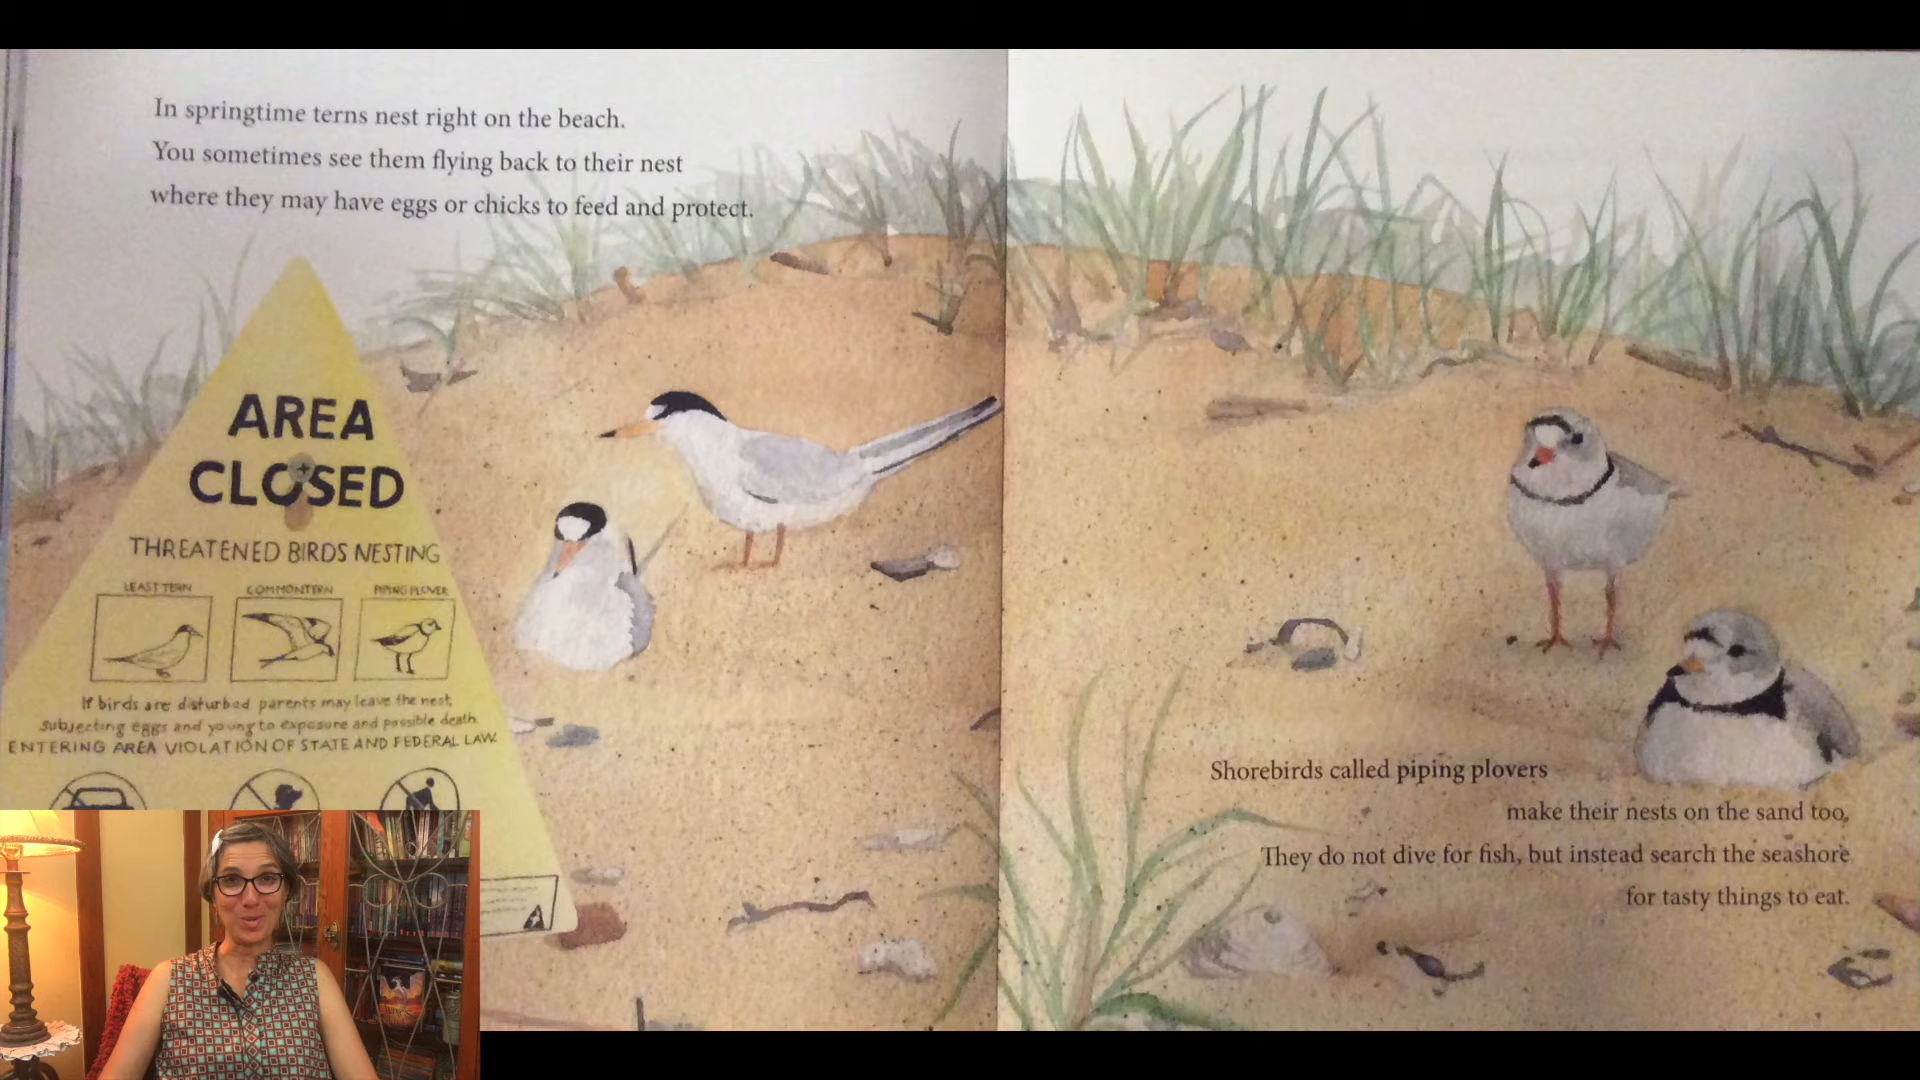 In springtime terns nest right on the beach.
You sometimes see them flying back to their nest
where they may have eggs or chicks to feed and protect.
AREA
CLOSED
THREATENED BIRDS NESTING
LEAST TERN COMMON TERN PIPING PLOVER
If birds are disturbed parents may leave the nest,
subjecting eggs and young to exposure and possible death.
ENTERING AREA VIOLATION OF STATE AND FEDERAL LAW.
Shorebirds called piping plovers
make their nests on the sand too.
They do not dive for fish, but instead search the seashore
for tasty things to eat.